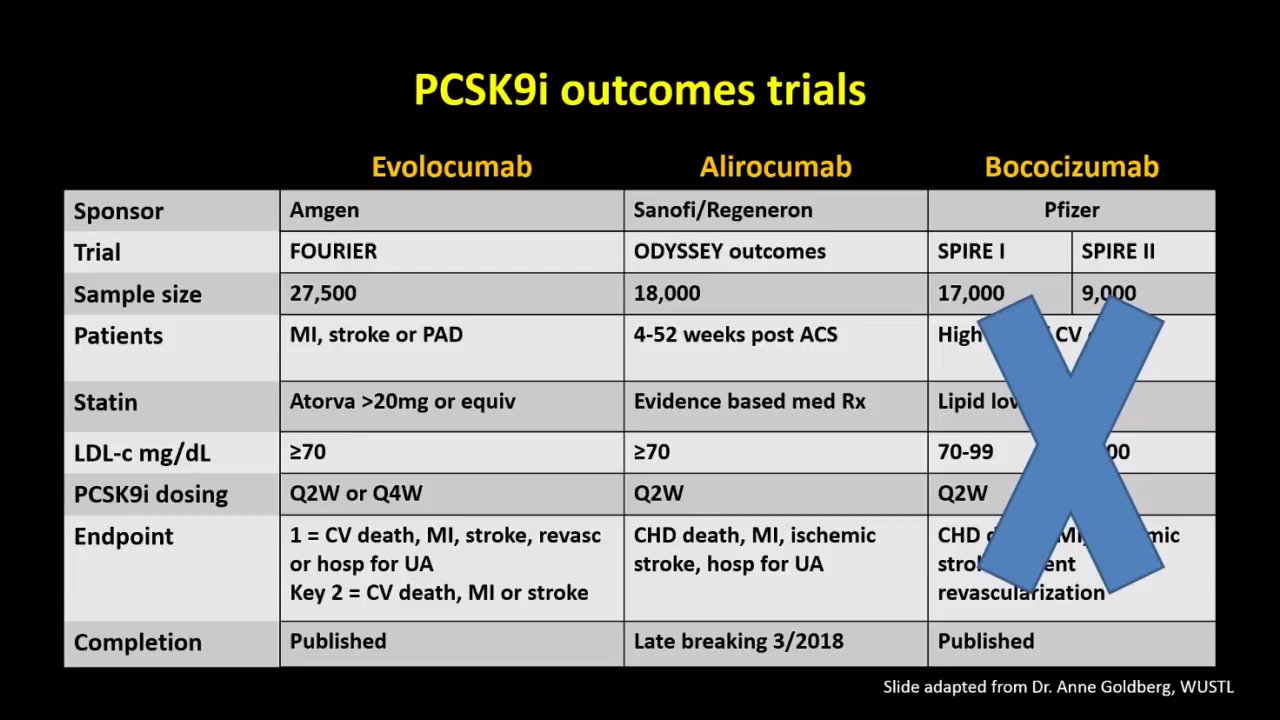 PCSK9i outcomes trials
Evolocumab Alirocumab Bococizumab
Sponsor Amgen Sanofi/Regeneron Pfizer
Trial FOURIER ODYSSEY outcomes SPIRE I SPIRE II
Sample size 27,500 18,000 17,000 9,000
Patients MI, stroke or PAD 4-52 weeks post ACS High CV
Statin Atorva >20mg or equiv Evidence based med Rx Lipid
LDL-c mg/dL ≥70 ≥70 70-99
PCSK9i dosing Q2W or Q4W Q2W Q2W
Endpoint 1 = CV death, MI, stroke, revasc CHD death, MI, ischemic CHD
or hosp for UA stroke, hosp for UA
Key 2 = CV death, MI or stroke revascularization
Completion Published Late breaking 3/2018 Published
Slide adapted from Dr. Anne Goldberg, WUSTL